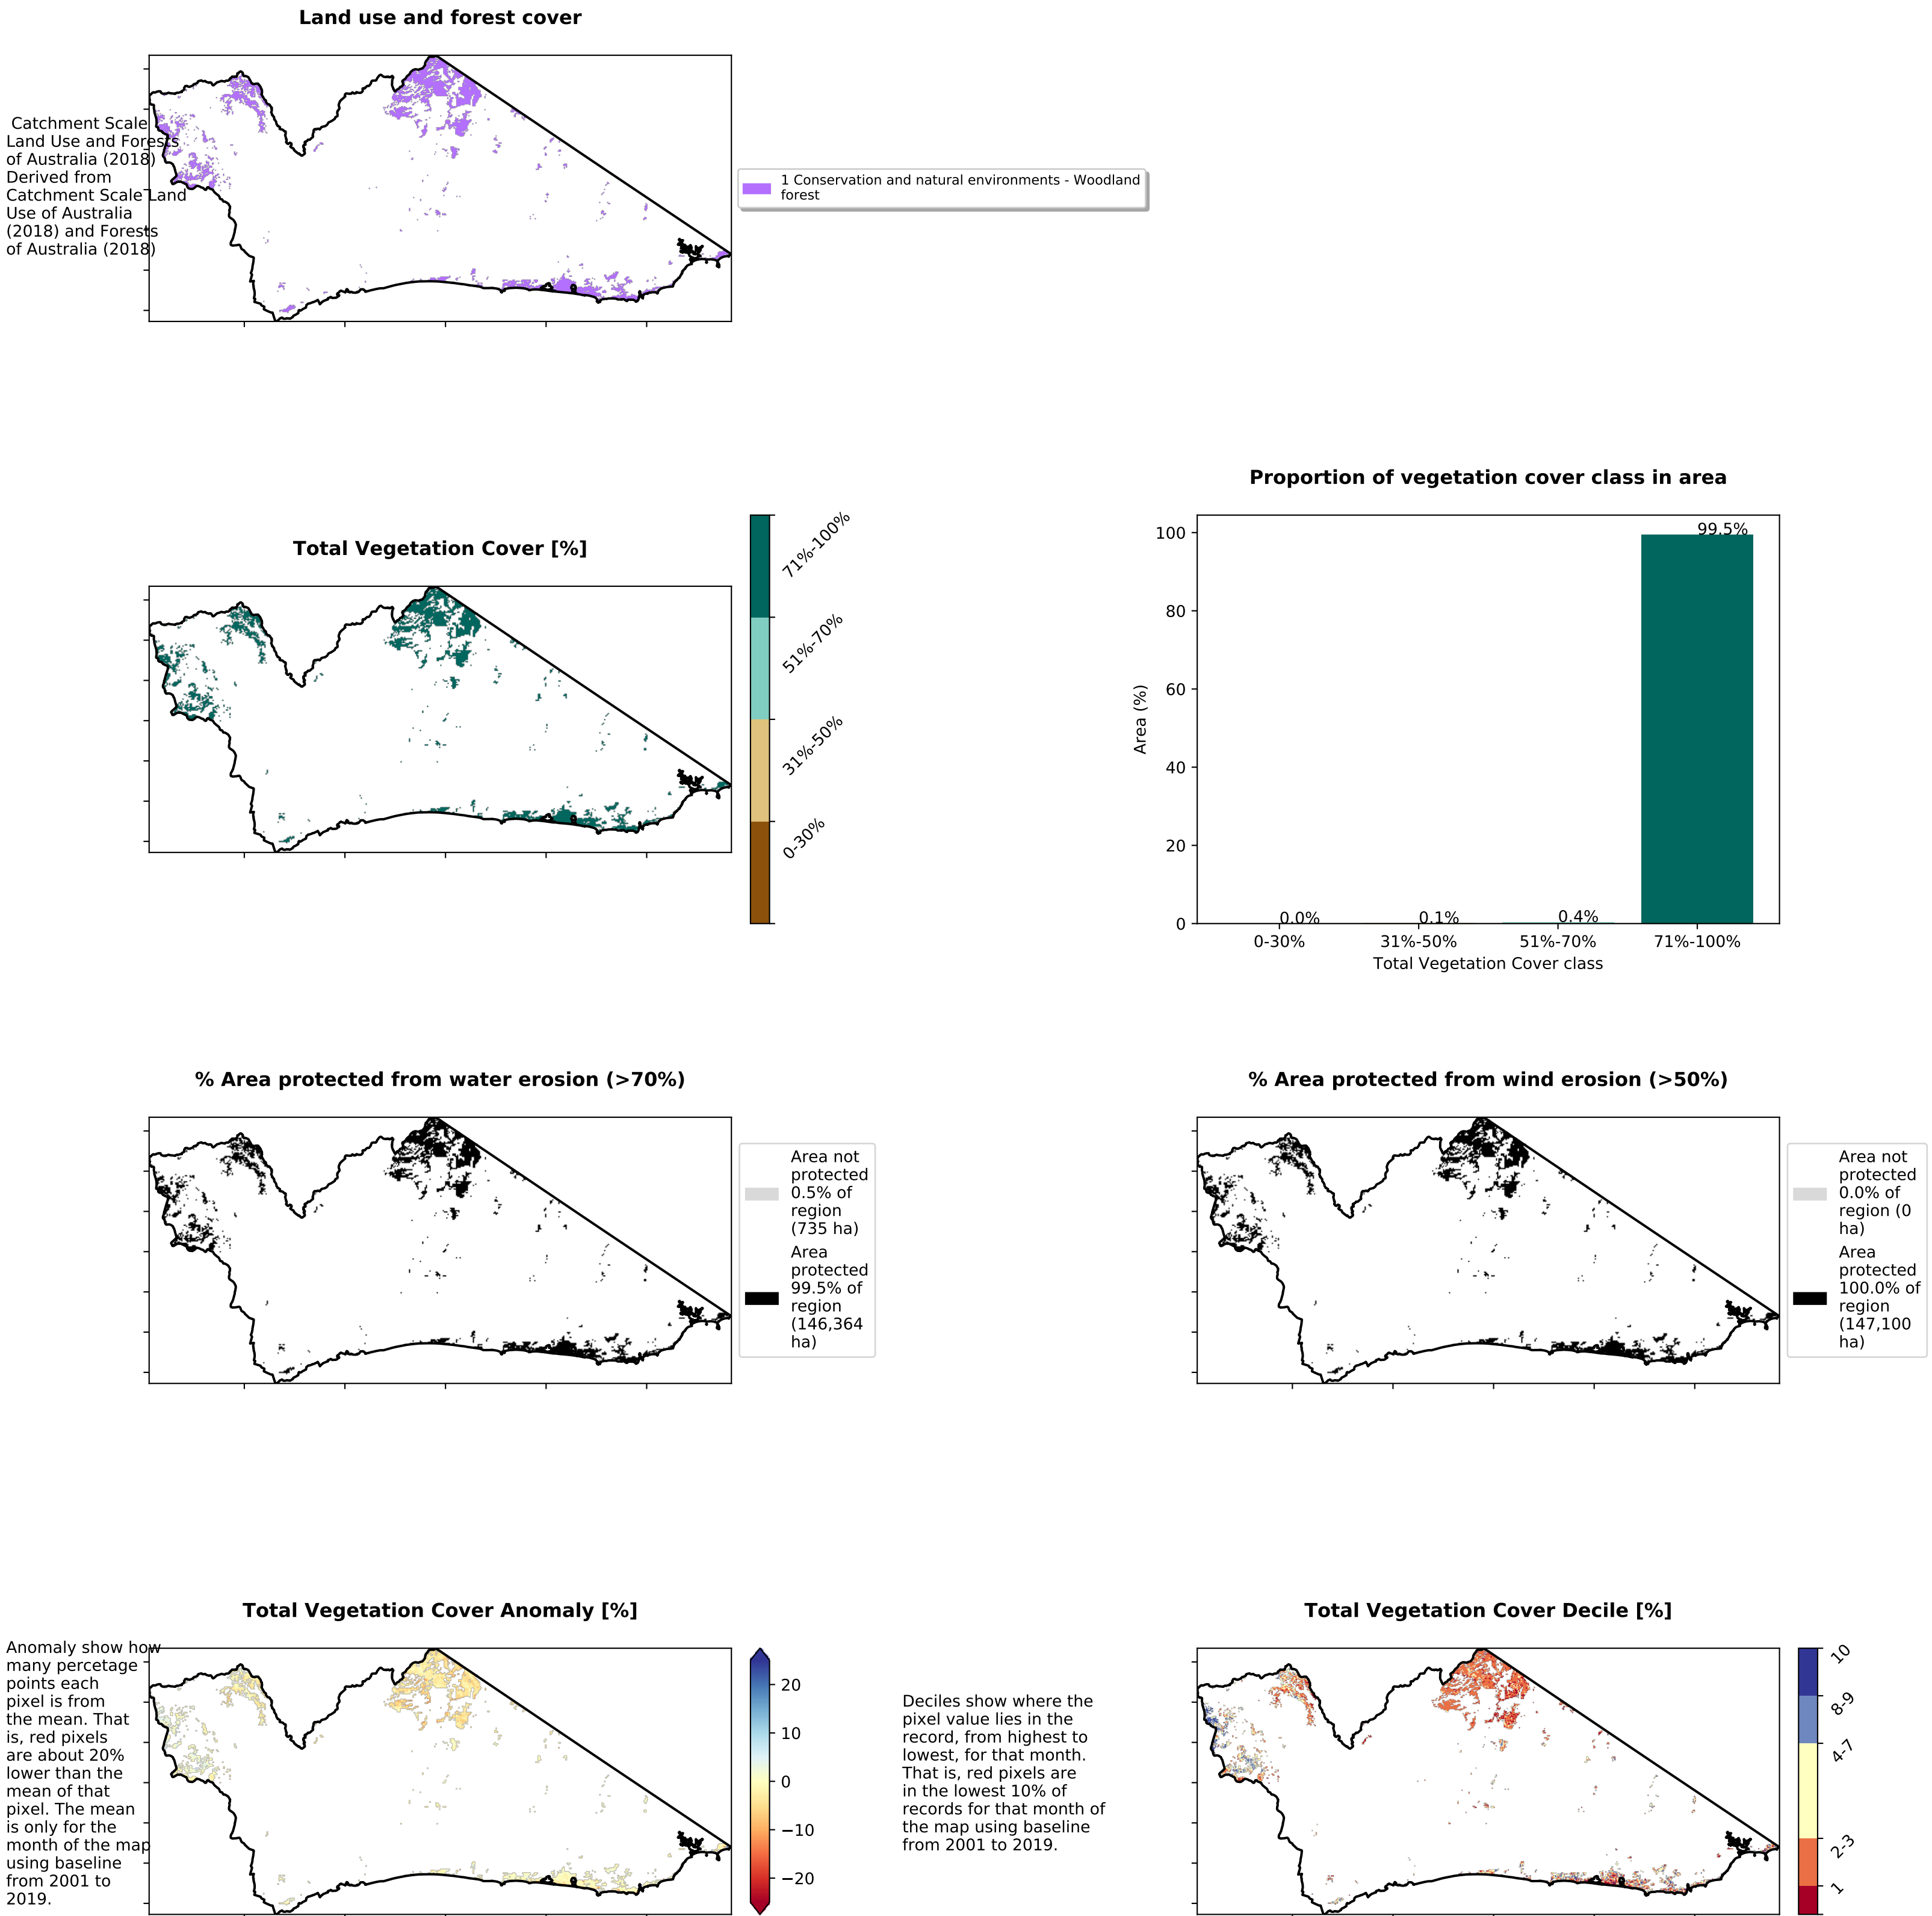 Land use and forest cover
Catchment Scale
Land Use and Forests
of Australia (2018)
Derived from
Catchment Scale Land
Use of Australia
(2018) and Forests
of Australia (2018)
1 Conservation and natural environments - Woodland
forest
Total Vegetation Cover [%]
71%-100%
51%-70%
31%-50%
0-30%
Proportion of vegetation cover class in area
Area (%)
100
80
60
40
20
0
0.0%
0.1%
0.4%
99.5%
0-30%
31%-50%
51%-70%
71%-100%
Total Vegetation Cover class
% Area protected from water erosion (>70%)
Area not
protected
0.5% of
region
(735 ha)
Area
protected
99.5% of
region
(146,364
ha)
% Area protected from wind erosion (>50%)
Area not
protected
0.0% of
region (0
ha)
Area
protected
100.0% of
region
(147,100
ha)
Total Vegetation Cover Anomaly [%]
Anomaly show how
many percetage
points each
pixel is from
the mean. That
is, red pixels
are about 20%
lower than the
mean of that
pixel. The mean
is only for the
month of the map
using baseline
from 2001 to
2019.
20
10
0
−10
−20
Total Vegetation Cover Decile [%]
Deciles show where the
pixel value lies in the
record, from highest to
lowest, for that month.
That is, red pixels are
in the lowest 10% of
records for that month of
the map using baseline
from 2001 to 2019.
10
8-9
4-7
2-3
1